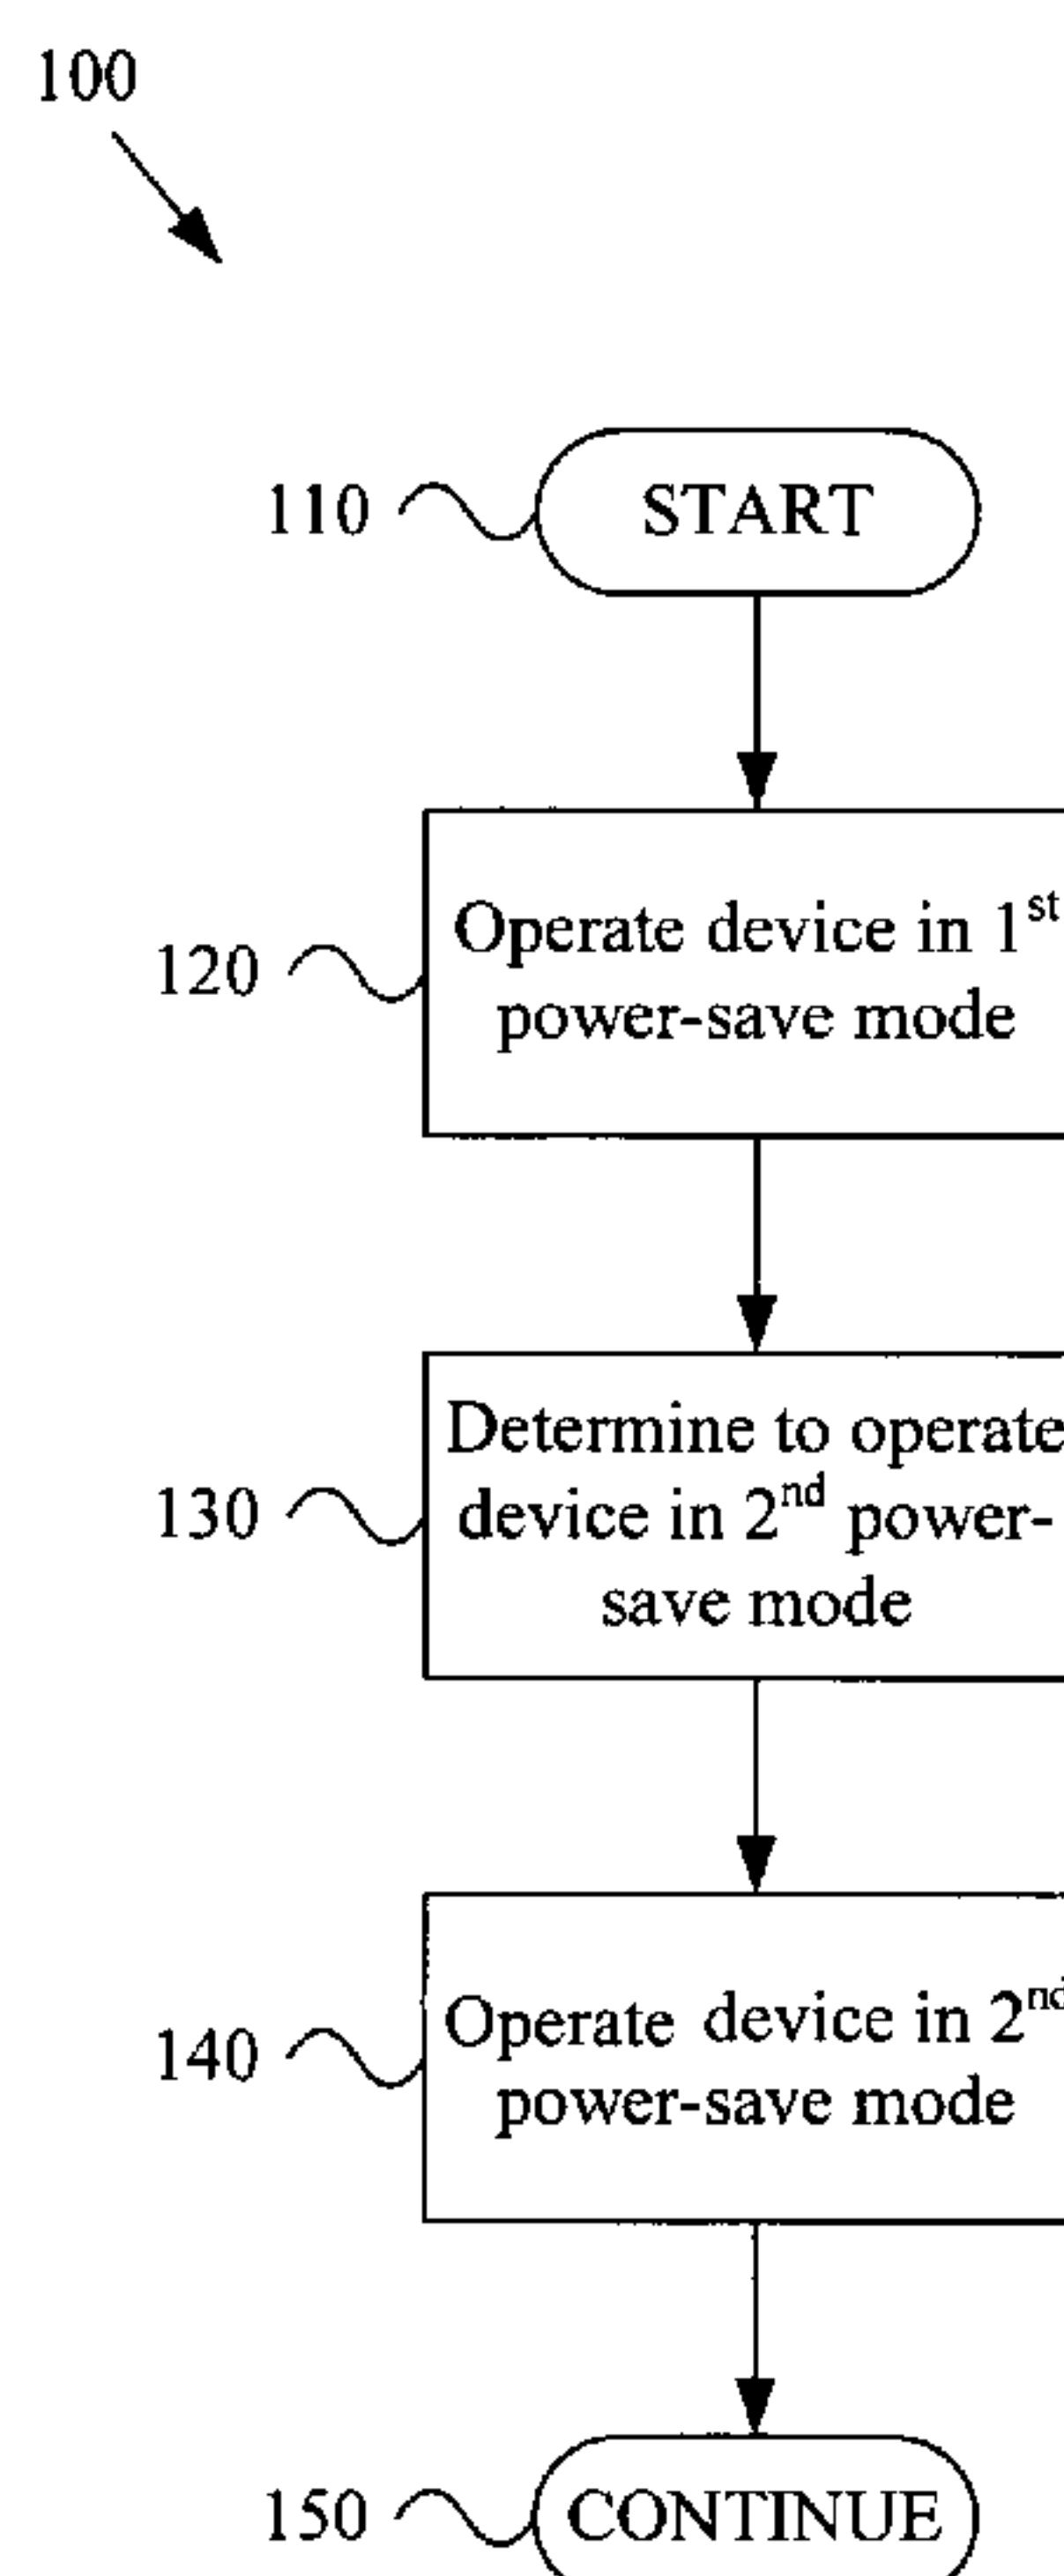 100
110
START
120
Operate device in 1st
power-save mode
130
Determine to operate
device in 2nd power-
save mode
140
Operate device in 2nd
power-save mode
150
CONTINUE